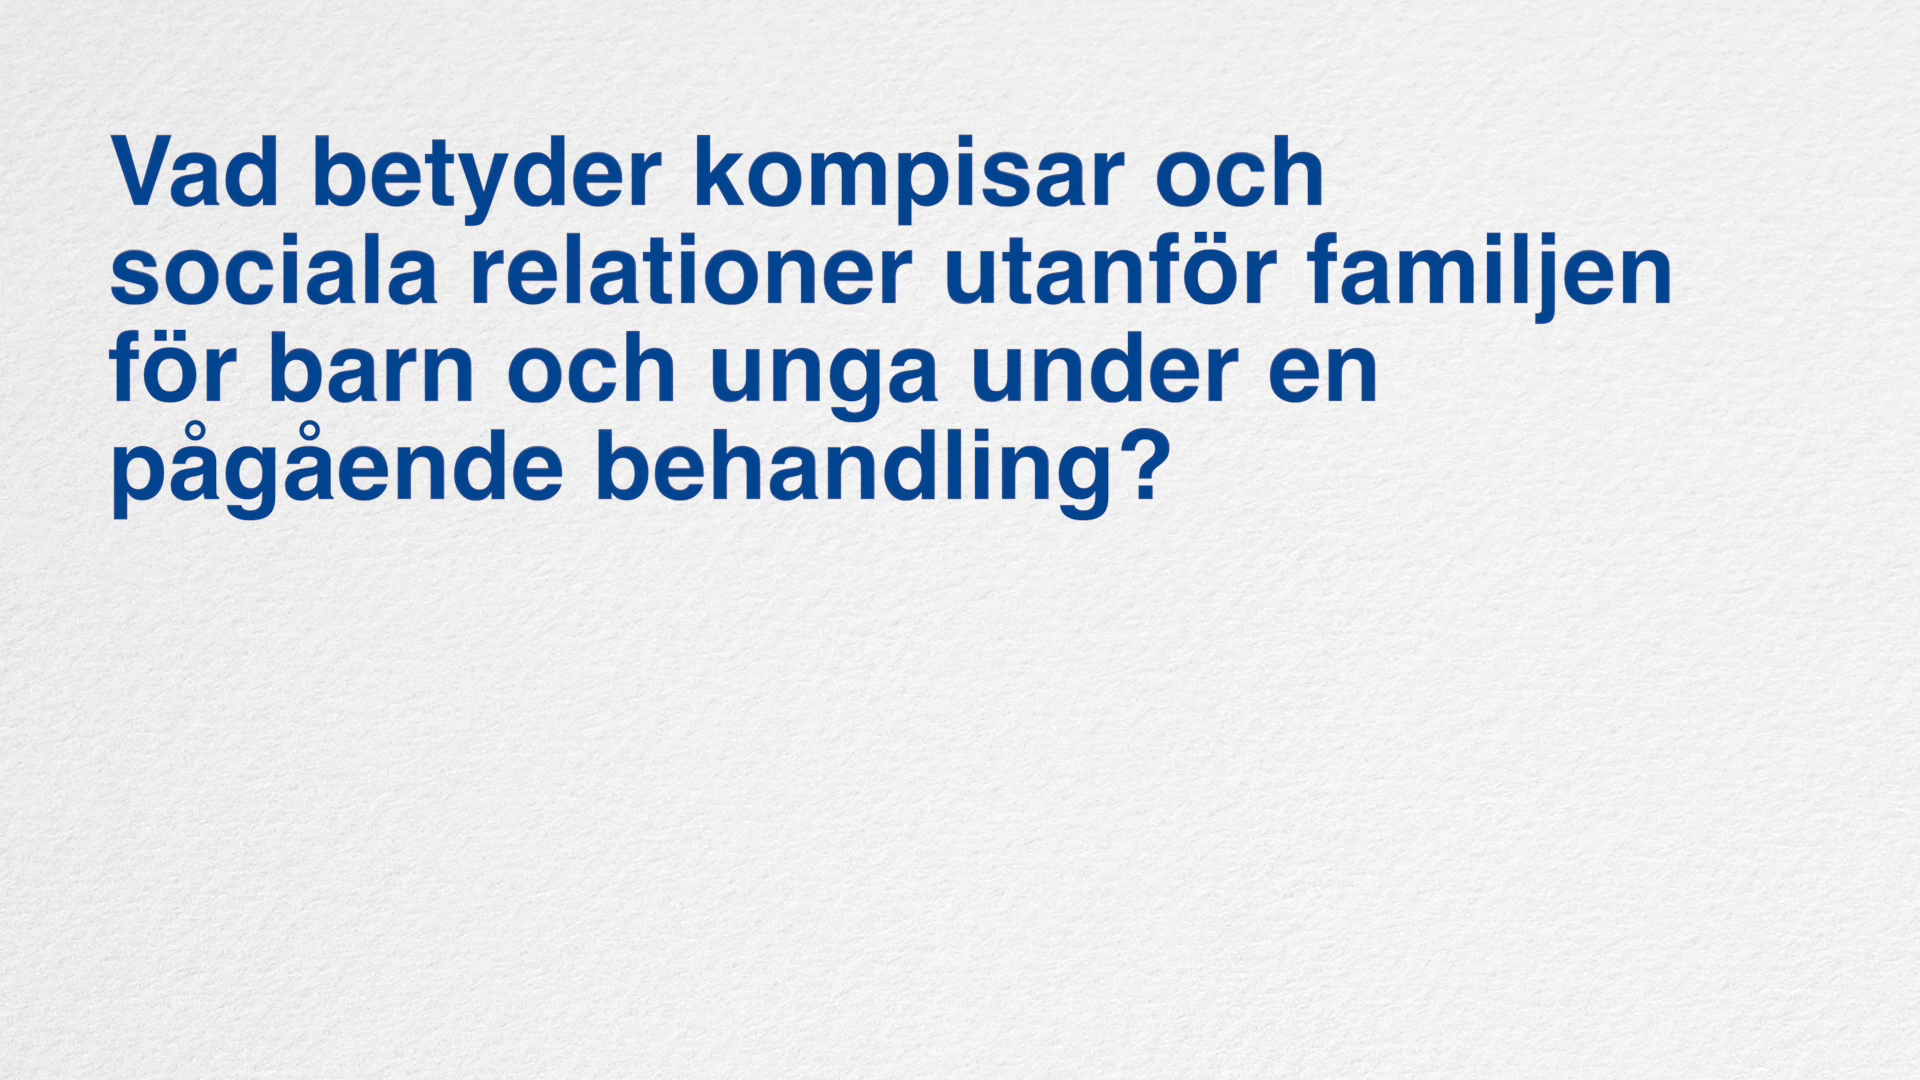 Vad betyder kompisar och
sociala relationer utanför familjen
för barn och unga under en
pågående behandling?